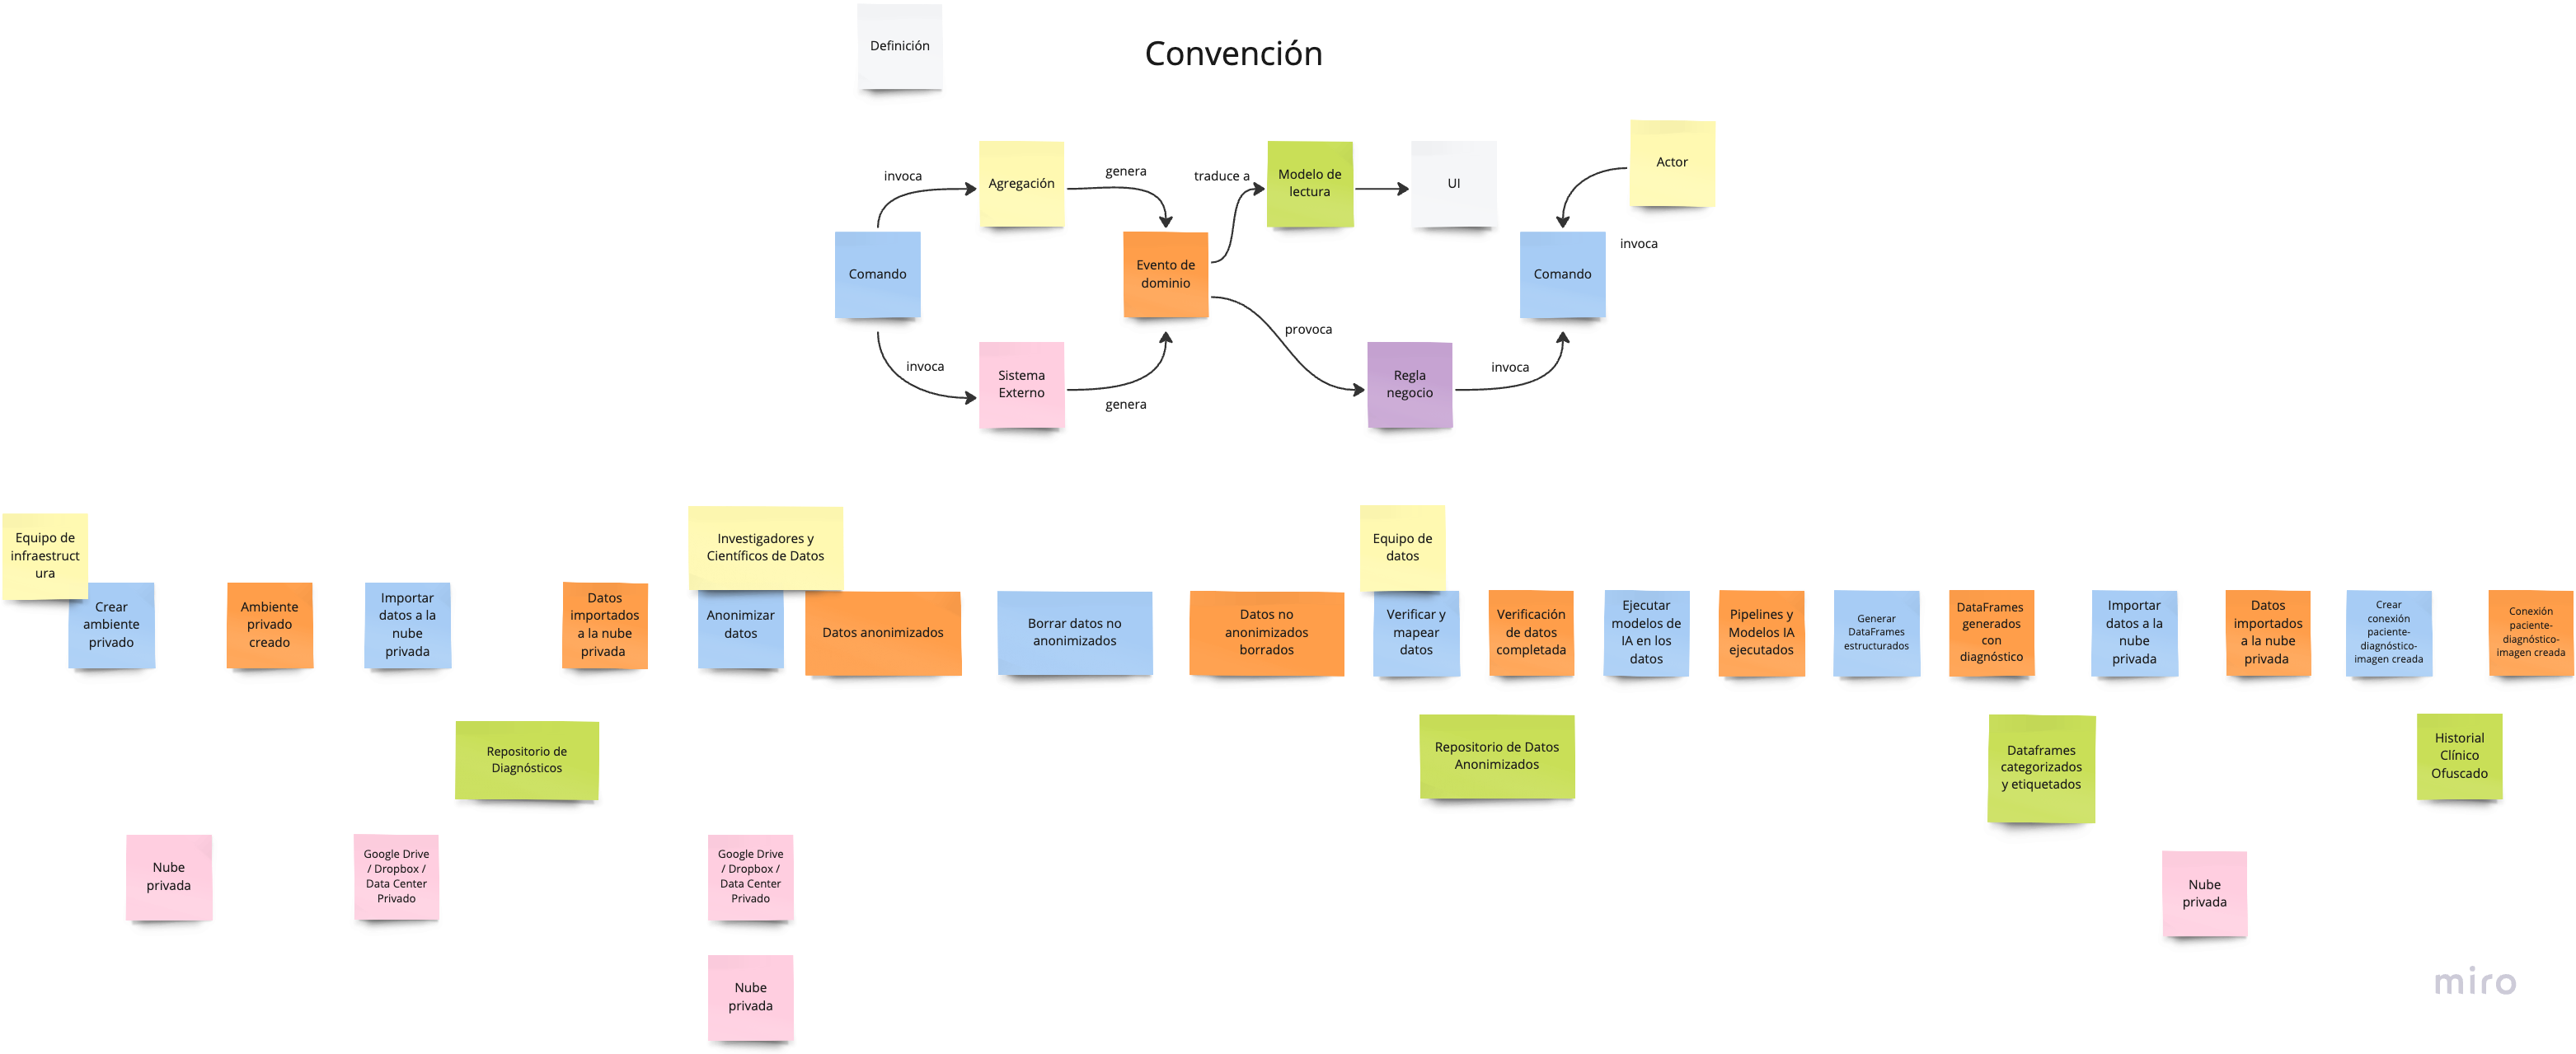 Definición
Convención
Actor
invoca
Agregación
genera
traduce a
Modelo de
lectura
UI
invoca
Comando
Evento de
dominio
Comando
provoca
invoca
Sistema
Externo
genera
Regla
negocio
invoca
Equipo de
infraestruct
ura
Crear
ambiente
privado
Ambiente
privado
creado
Importar
datos a la
nube
privada
Datos
importados
a la nube
privada
Investigadores y
Científicos de Datos
Anonimizar
datos
Datos anonimizados
Borrar datos no
anonimizados
Datos no
anonimizados
borrados
Equipo de
datos
Verificar y
mapear
datos
Verificación
de datos
completada
Ejecutar
modelos de
IA en los
datos
Pipelines y
Modelos IA
ejecutados
Generar
DataFrames
estructurados
DataFrames
generados
con
diagnóstico
Importar
datos a la
nube
privada
Datos
importados
a la nube
privada
Crear
conexión
paciente-
diagnóstico-
imagen creada
Conexión
paciente-
diagnóstico-
imagen creada
Repositorio de
Diagnósticos
Repositorio de Datos
Anonimizados
Dataframes
categorizados
y etiquetados
Historial
Clínico
Ofuscado
Nube
privada
Google Drive
/ Dropbox /
Data Center
Privado
Google Drive
/ Dropbox /
Data Center
Privado
Nube
privada
Nube
privada
miro